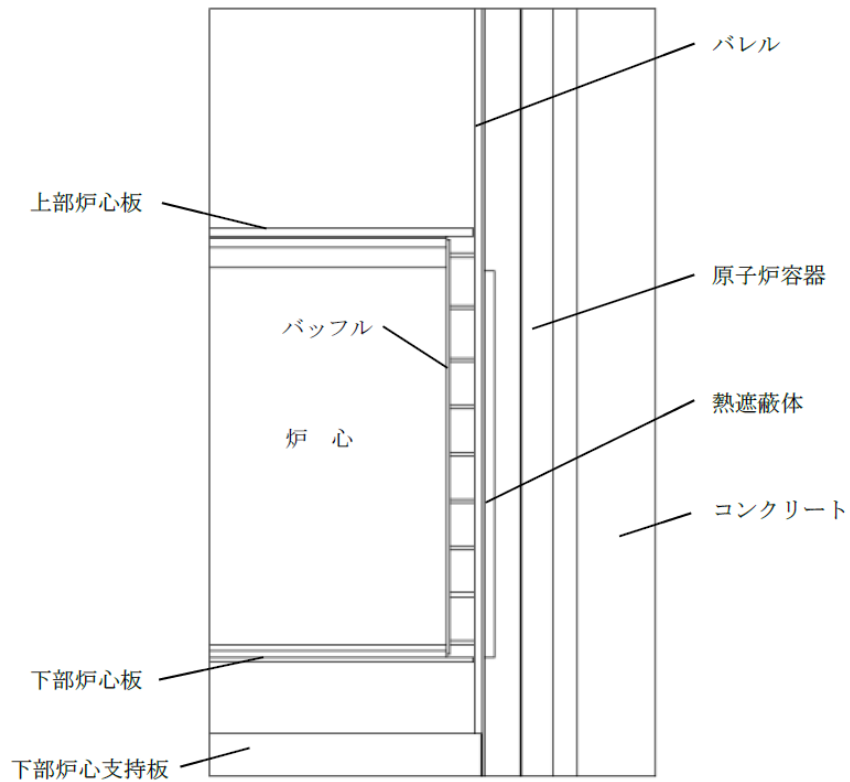 バレル
上部炉心板
原子炉容器
バッフル
熱遮蔽体
炉　心
コンクリート
下部炉心板
下部炉心支持板